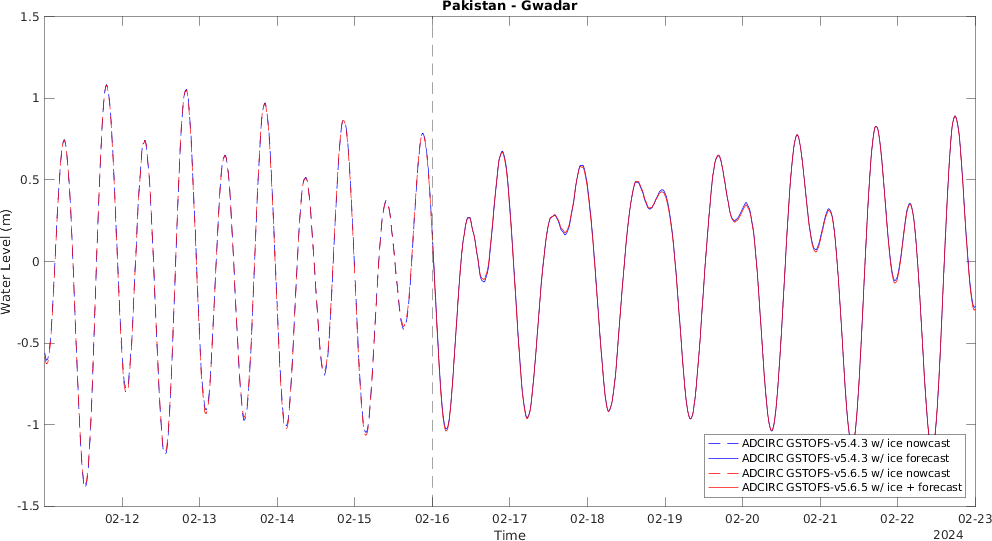 Pakistan - Gwadar
1.5
1
0.5
0
-0.5
-1
-1.5
Water Level (m)
ADCIRC GSTOFS-v5.4.3 w/ ice nowcast
ADCIRC GSTOFS-v5.4.3 w/ ice forecast
ADCIRC GSTOFS-v5.6.5 w/ ice nowcast
ADCIRC GSTOFS-v5.6.5 w/ ice + forecast
02-12 02-13 02-14 02-15 02-16 02-17 02-18 02-19 02-20 02-21 02-22 02-23
Time
2024